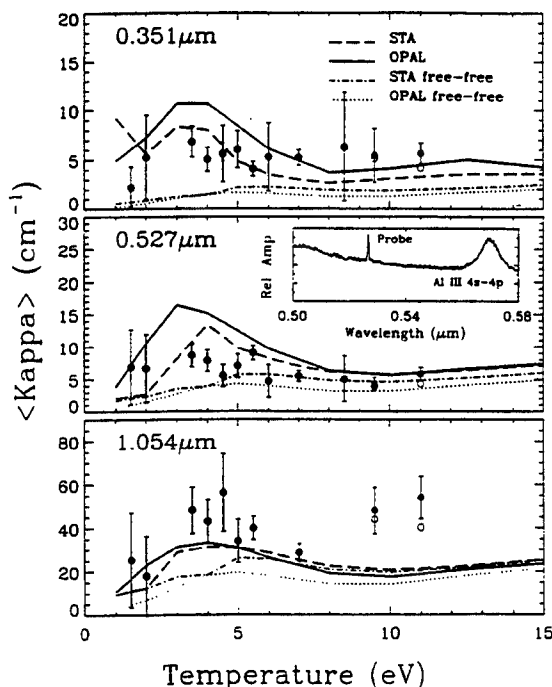 0.351μm
STA
OPAL
STA free-free
OPAL free-free
20
15
10
5
0
0.527μm
Probe
Al III 4s-4p
Rel Amp
0.50
0.54
0.58
Wavelength (μm)
30
25
20
15
10
5
0
<Kappa> (cm⁻¹)
1.054μm
80
60
40
20
0
0
5
10
15
Temperature (eV)